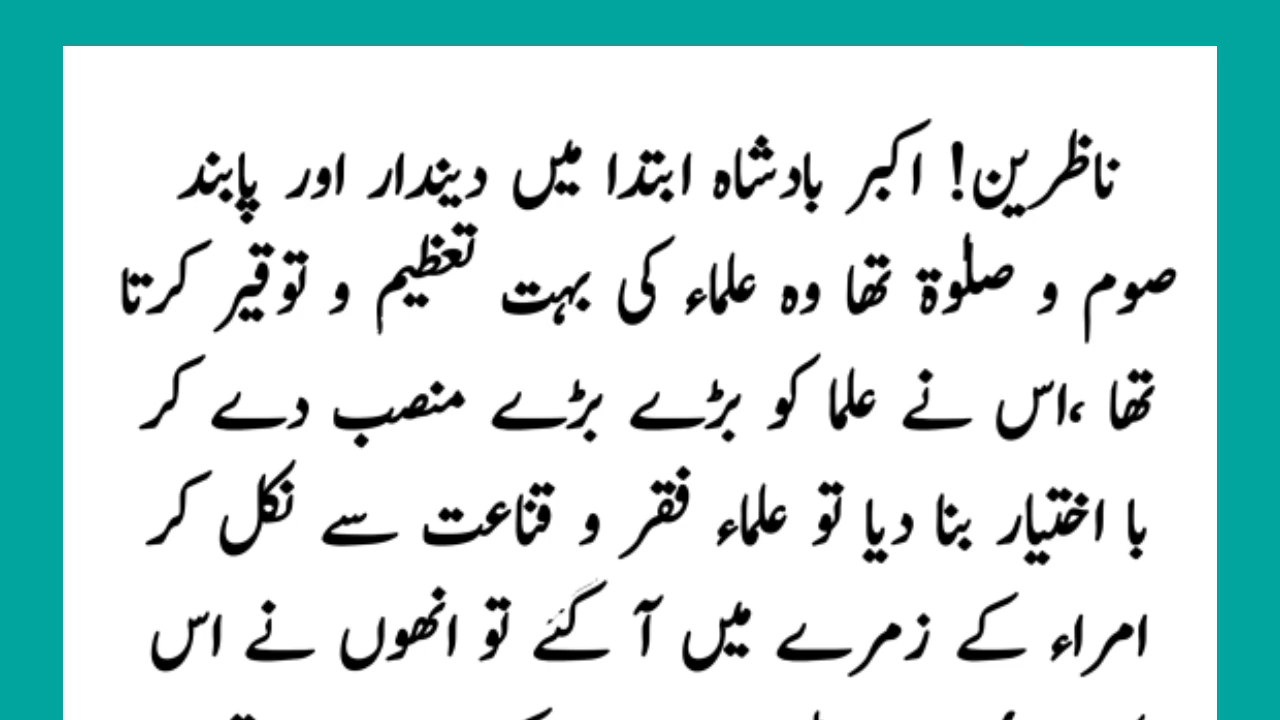 ناظرین! اکبر بادشاہ ابتدا میں دیندار اور پابند
صوم و صلٰوۃ تھا وہ علماء کی بہت تعظیم و توقیر کرتا
تھا ،اس نے علما کو بڑے بڑے منصب دے کر
با اختیار بنا دیا تو علماء فقر و قناعت سے نکل کر
امراء کے زمرے میں آ گئے تو انھوں نے اس